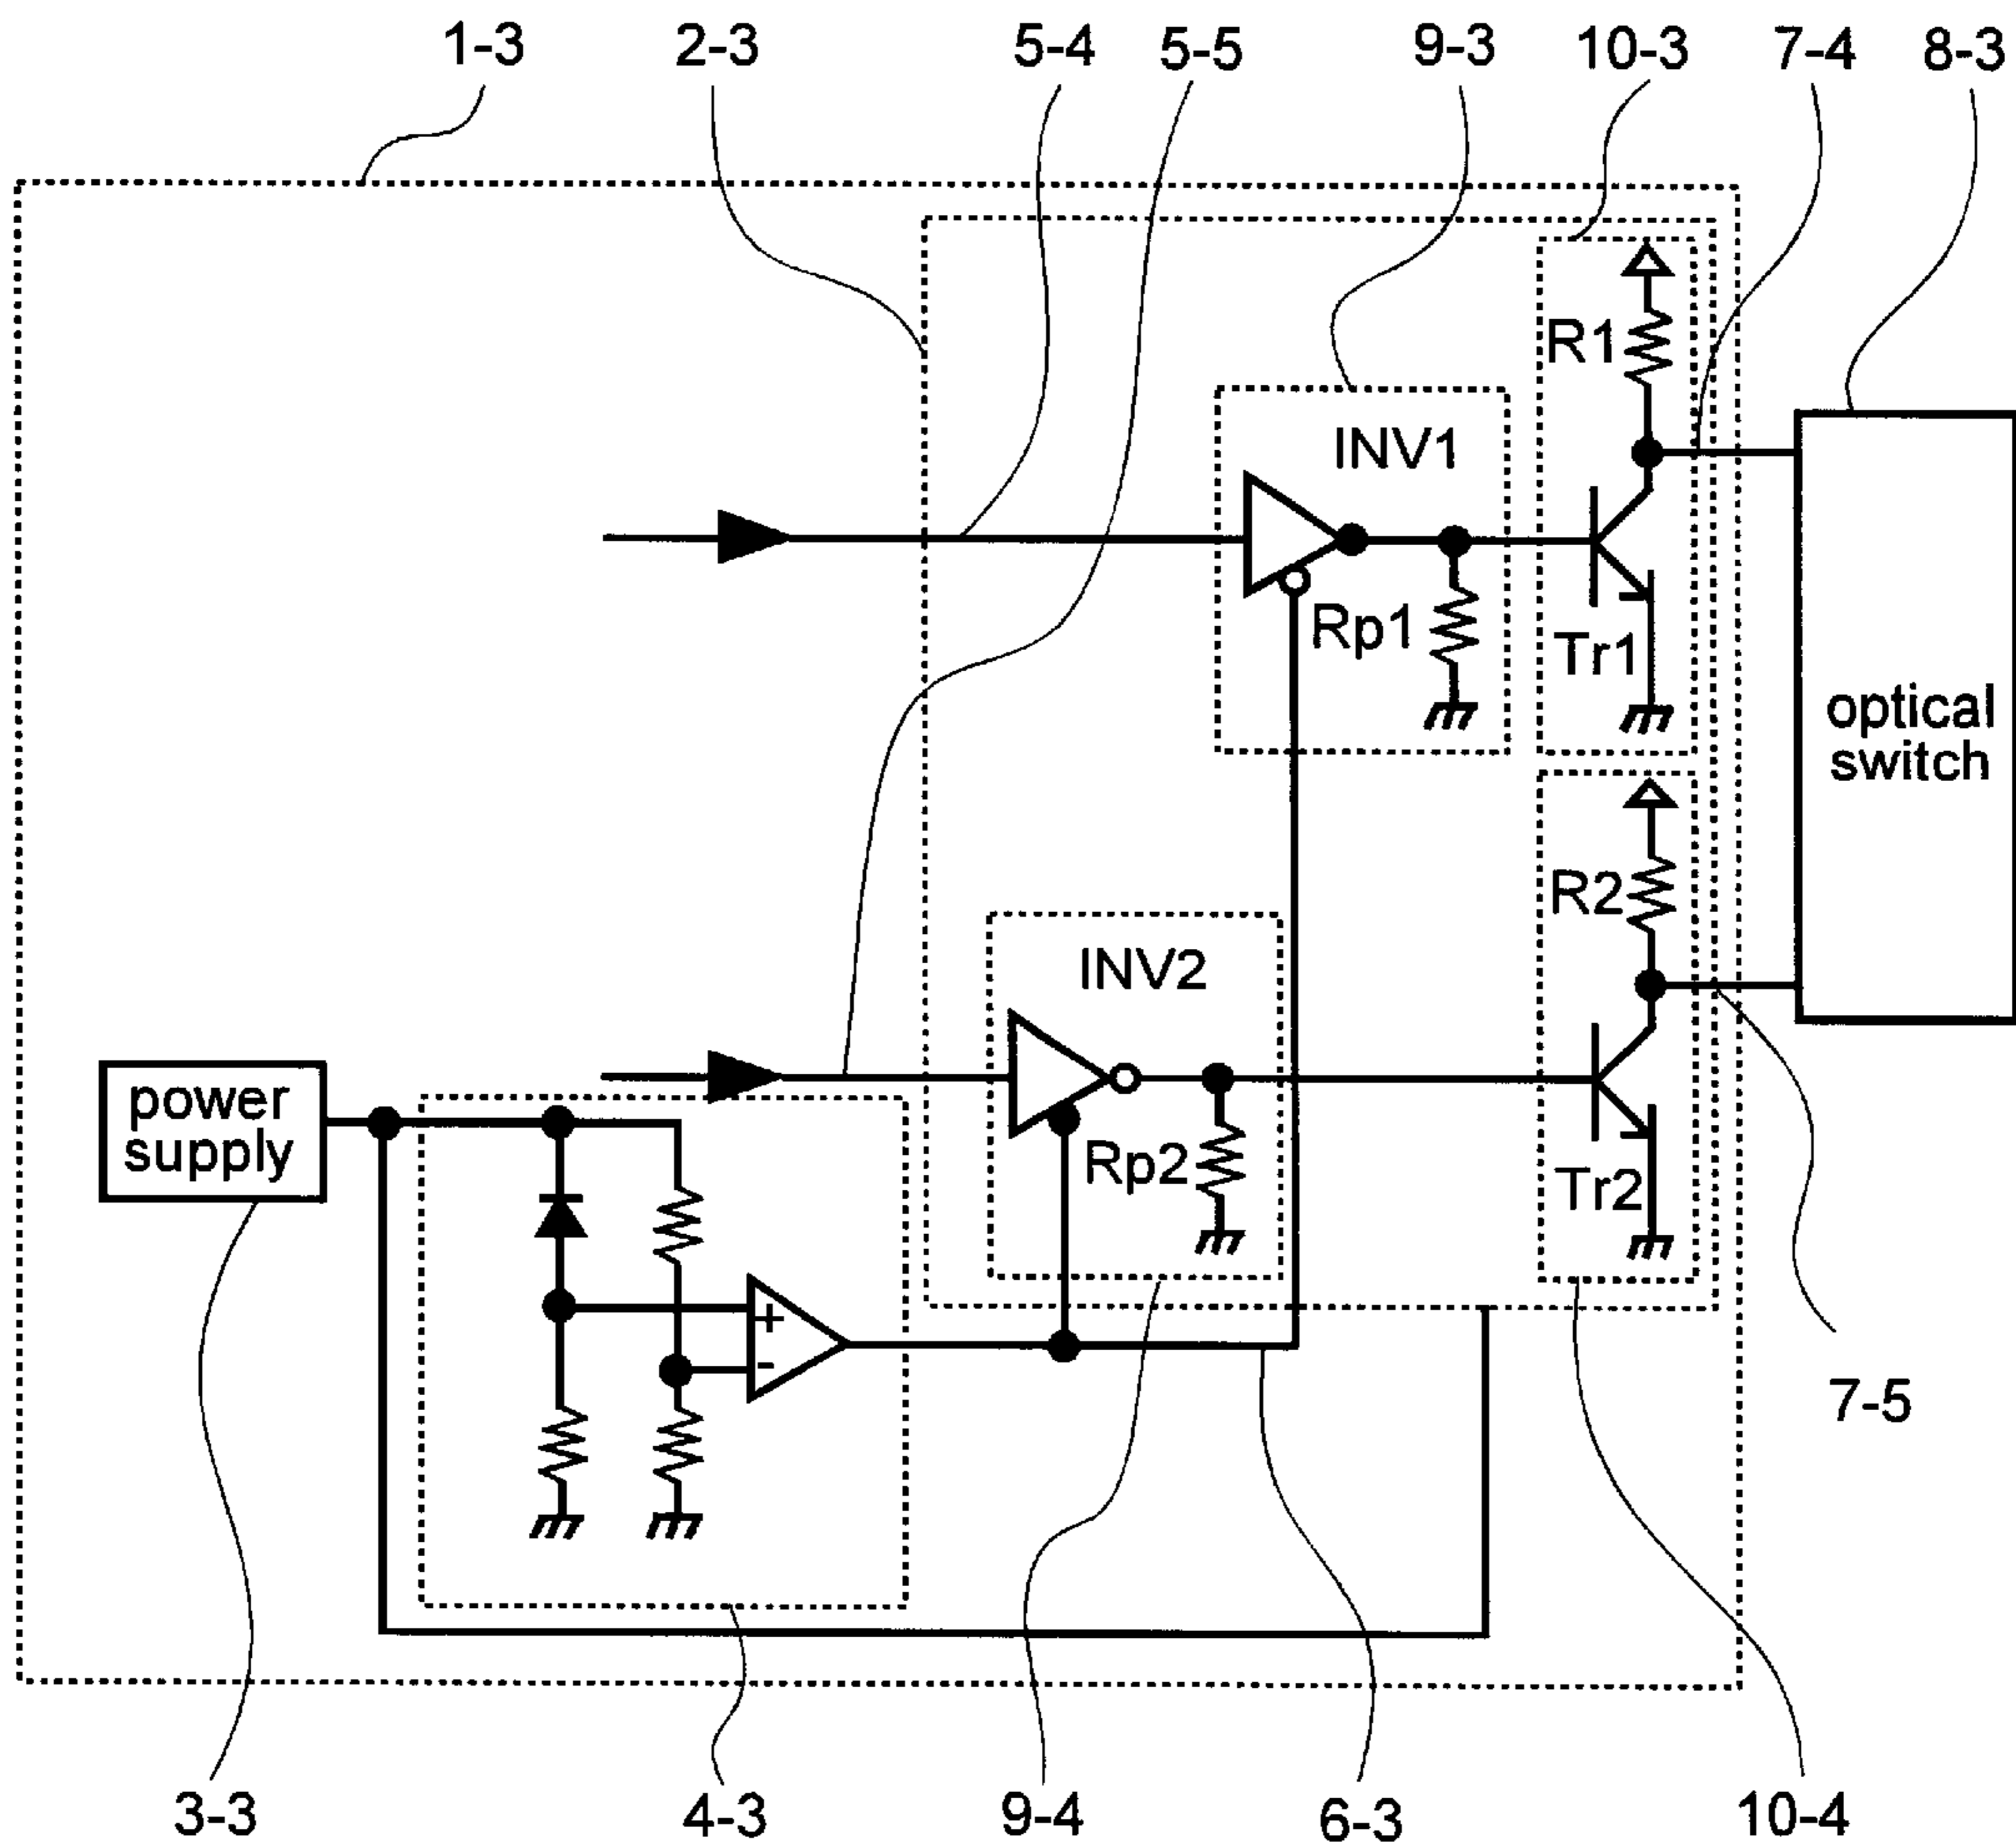 1-3
2-3
5-4
5-5
9-3
10-3
7-4
8-3
R1
INV1
Rp1
Tr1
optical
switch
R2
INV2
power
supply
Rp2
Tr2
+
-
7-5
3-3
4-3
9-4
6-3
10-4